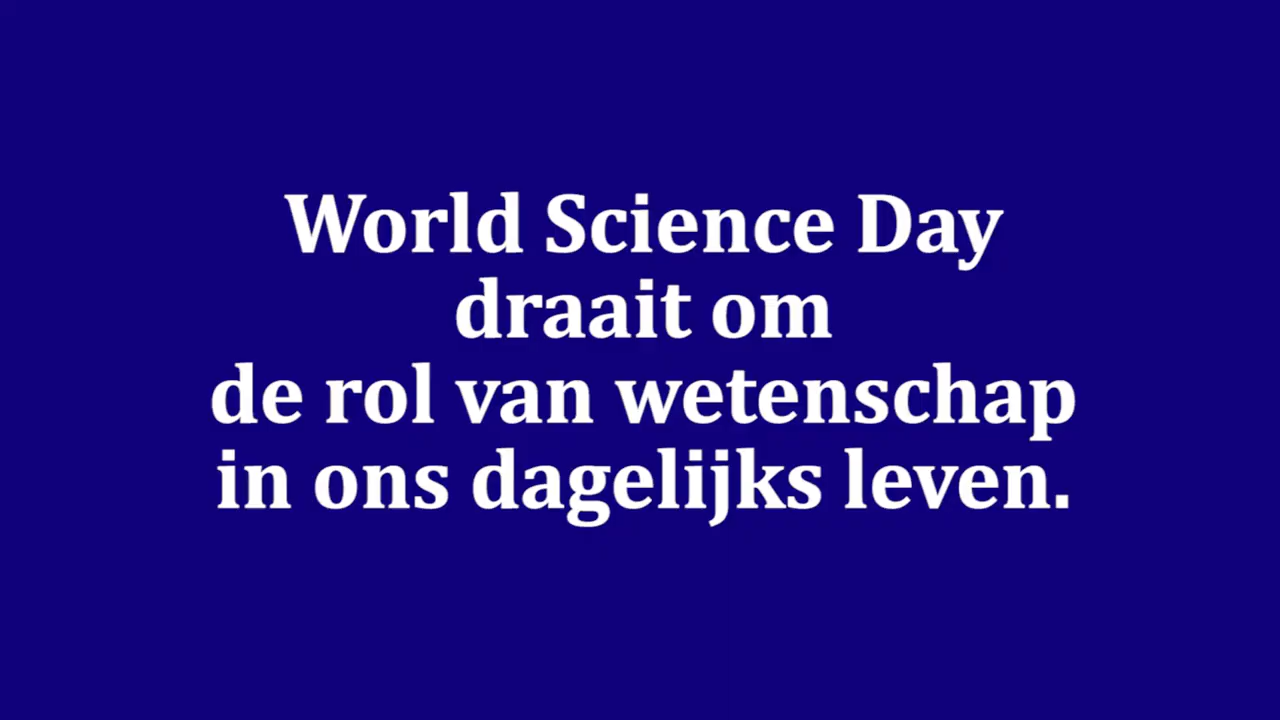 World Science Day
draait om
de rol van wetenschap
in ons dagelijks leven.